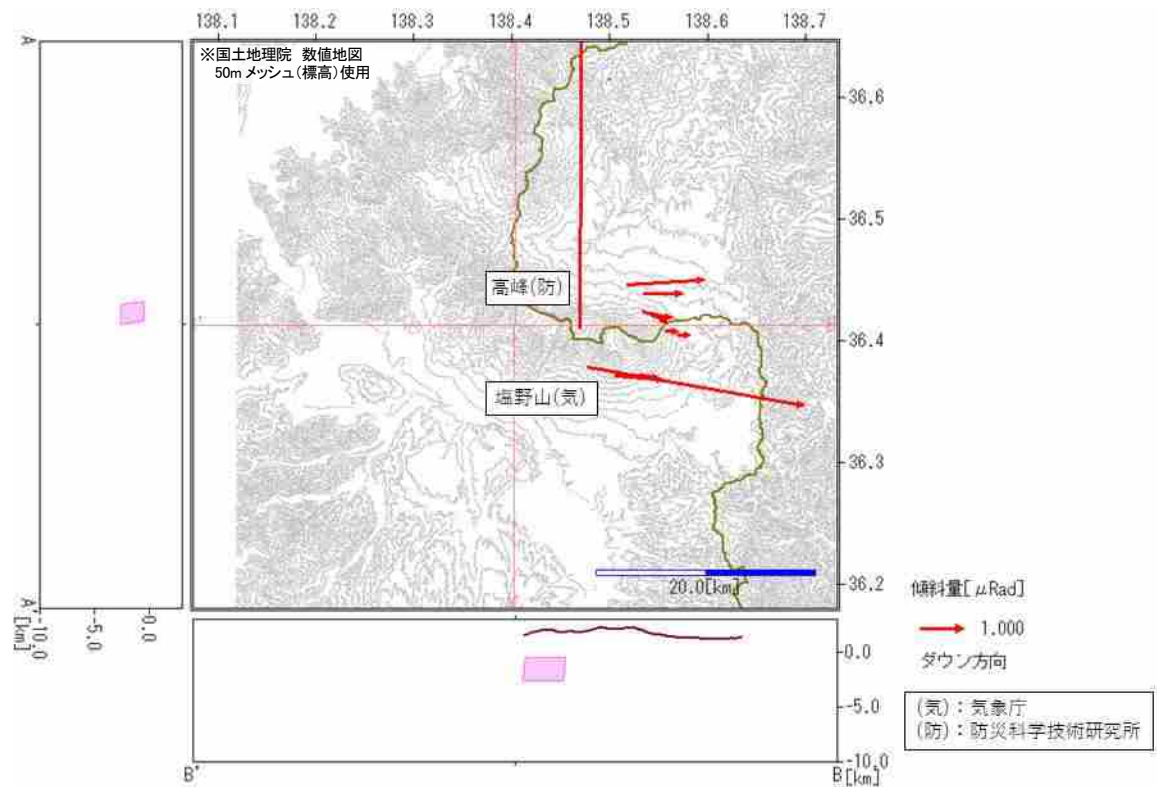 138.1 138.2 138.3 138.4 138.5 138.6 138.7
※国土地理院 数値地図
50mメッシュ(標高)使用
A
36.6
36.5
高峰(防)
36.4
塩野山(気)
36.3
20.0[km]
36.2
A'
-10.0 -5.0 0.0
[km]
傾斜量[μRad]
1.000
ダウン方向
0.0
-5.0
-10.0
B' B [km]
(気):気象庁
(防):防災科学技術研究所